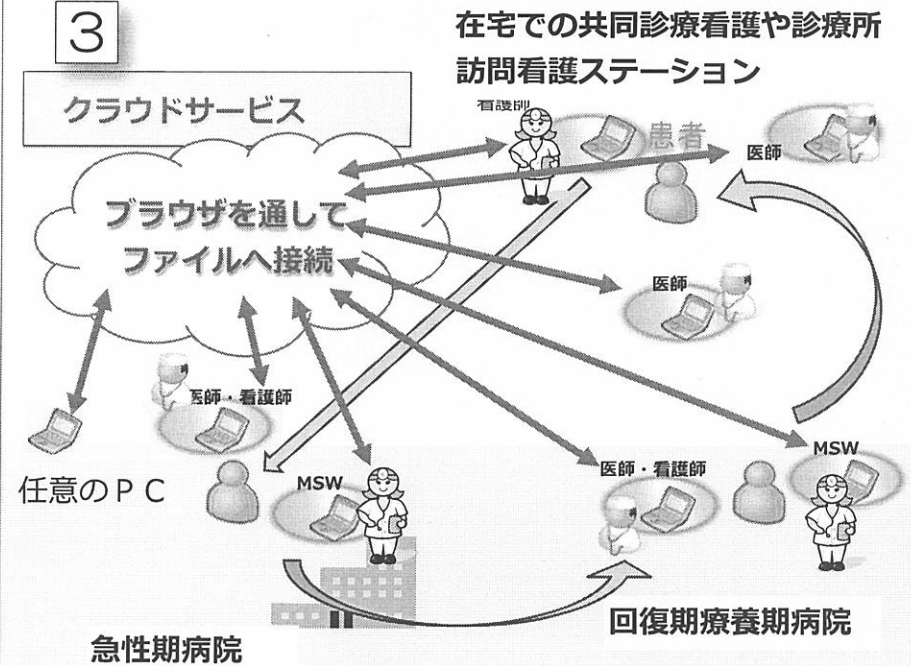 3
在宅での共同診療看護や診療所
訪問看護ステーション
クラウドサービス
看護師
患者
医師
ブラウザを通して
ファイルへ接続
医師
医師・看護師
任意のPC
MSW
医師・看護師
MSW
急性期病院
回復期療養期病院